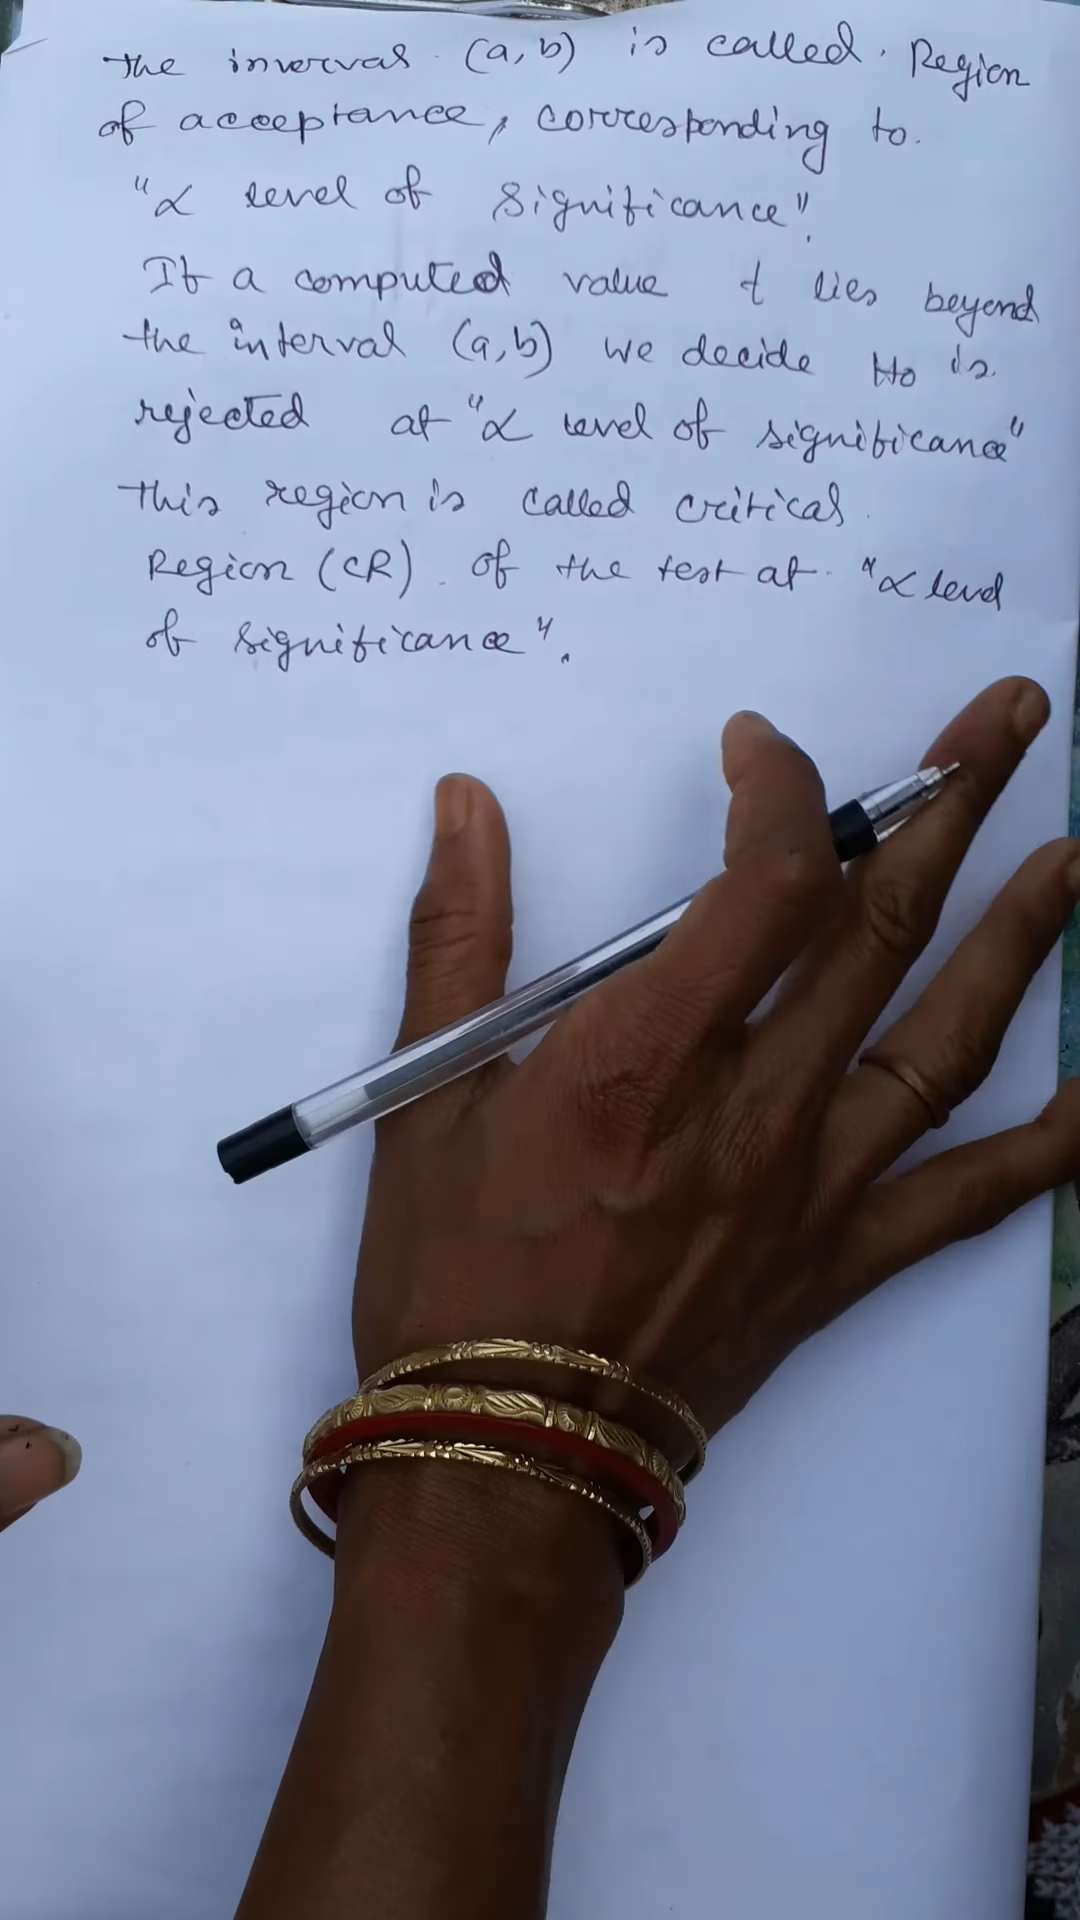 the inverval (a,b) is called. Region
of acceptance, corresponding to.
"α level of significance".
If a computed value t lies beyond
the interval (a,b) we decide Ho is
rejected at "α level of significance"
this region is called critical.
Region (CR). of the test at "α level
of significance".